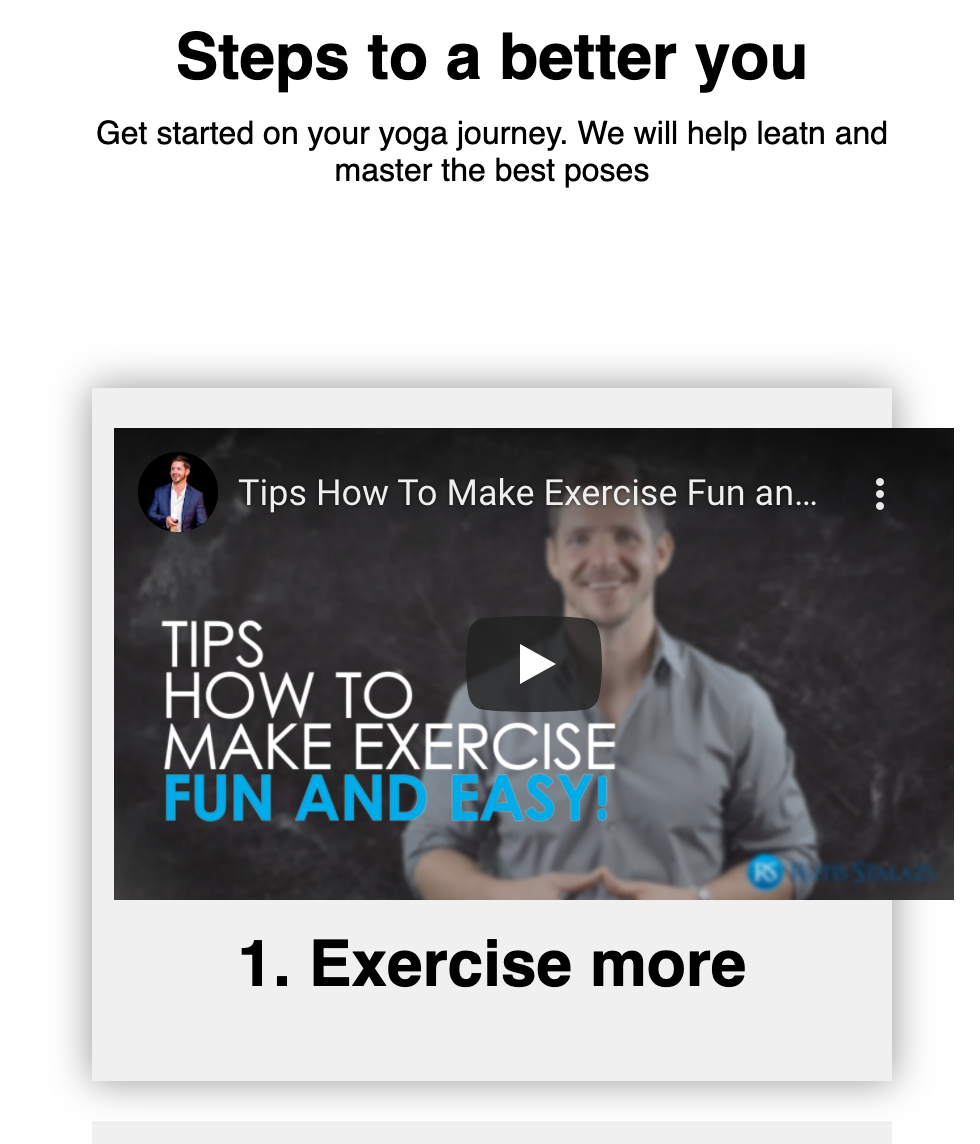 Steps to a better you
Get started on your yoga journey. We will help leatn and
master the best poses
Tips How To Make Exercise Fun an...
TIPS
HOW TO
MAKE EXERCISE
FUN AND EASY!
RS
1. Exercise more